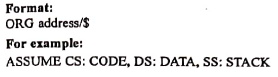 Format:
ORG address/$
For example:
ASSUME CS: CODE, DS: DATA, SS: STACK